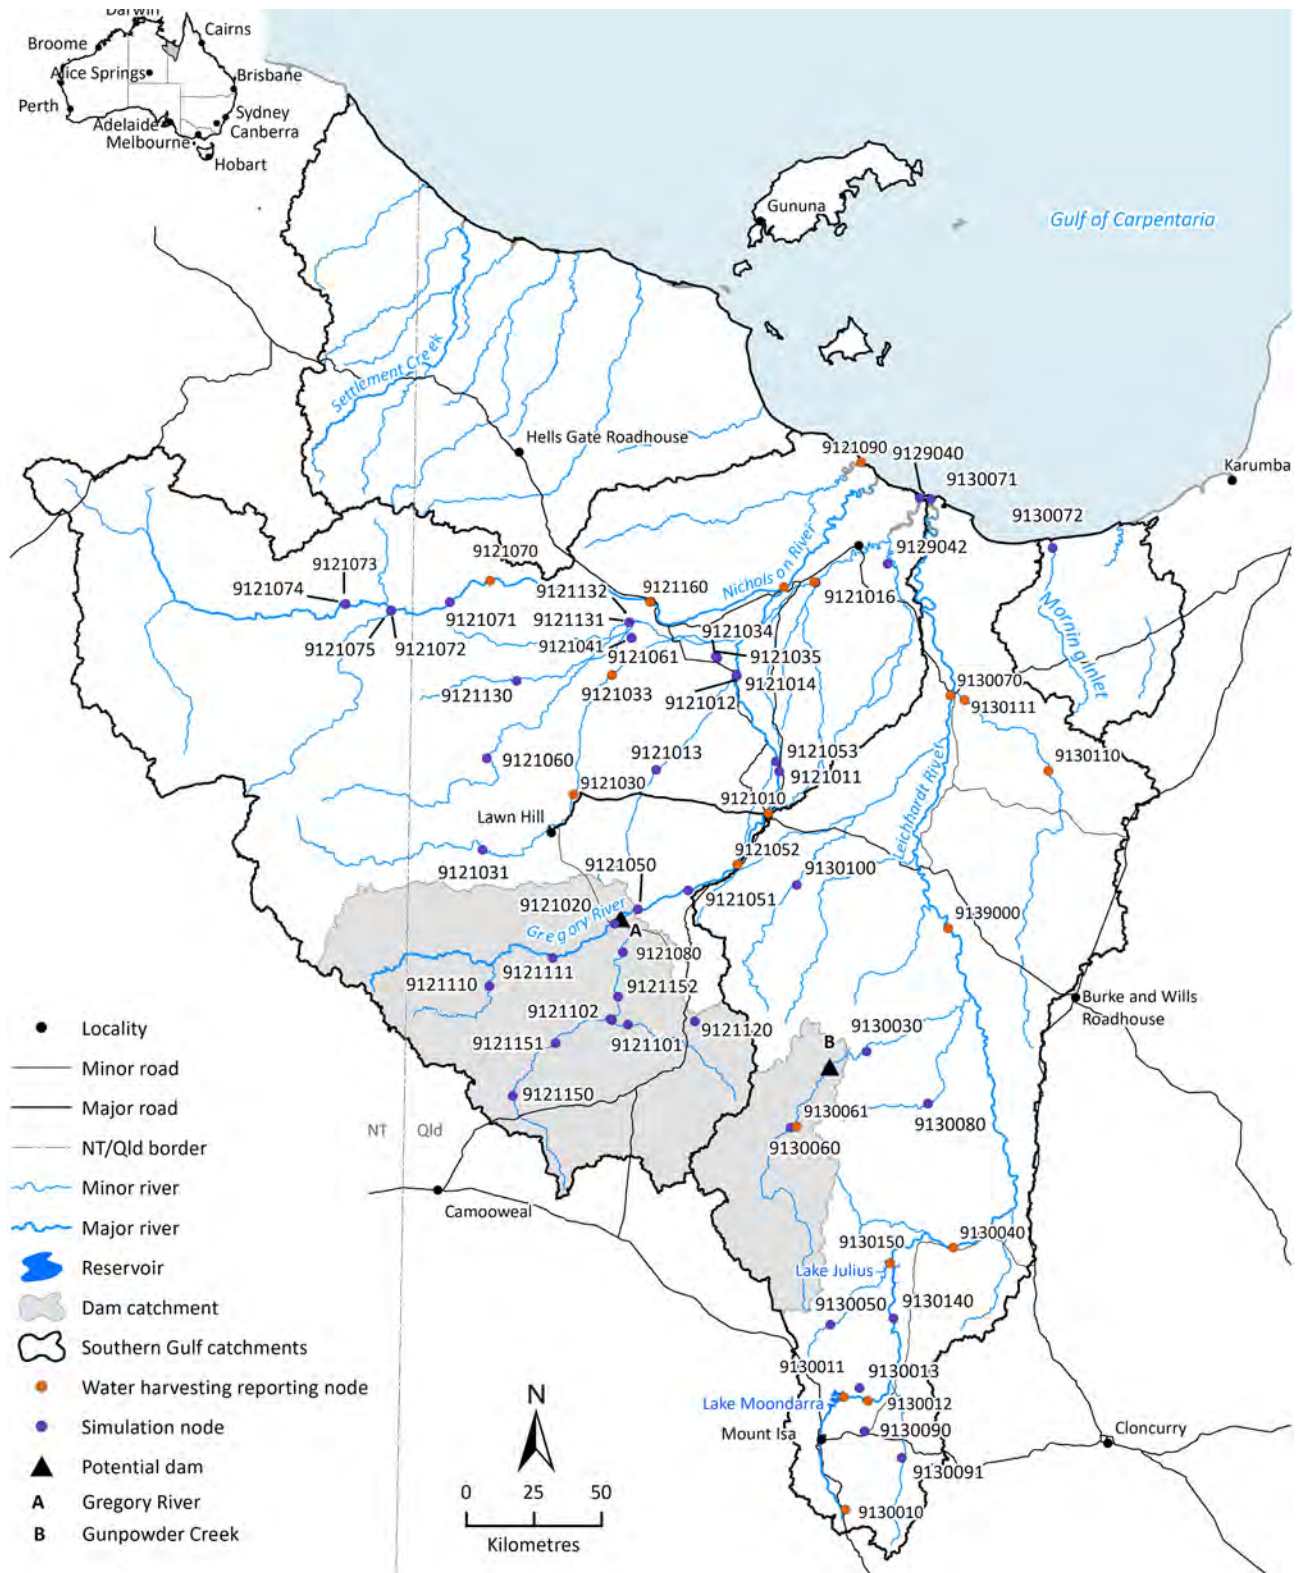 Darwin
Cairns
Broome
Alice Springs
Brisbane
Perth
Sydney
Adelaide
Canberra
Melbourne
Hobart
Gununa
Gulf of Carpentaria
Settlement Creek
Hells Gate Roadhouse
9121090
9129040
9130071
Karumba
9130072
9129042
Nicholson River
9121070
9121073
9121074
9121132
9121160
9121016
9121131
9121071
9121034
9121075
9121072
9121041
9121061
9121035
9121014
9121130
9121033
9121012
9130070
9130111
Morning Inlet
9121060
9121013
9121053
9121011
9130110
9121030
9121010
Leichhardt River
Lawn Hill
9121052
9121031
9121050
9130100
9121051
9121020
Gregory River
A
9139000
9121080
9121111
9121110
9121152
9121102
9121120
9121101
9121151
9130030
B
Burke and Wills
Roadhouse
9121150
9130061
9130080
9130060
NT
Qld
Camooweal
9130150
9130040
Lake Julius
9130050
9130140
9130011
9130013
Lake Moondarra
9130012
Mount Isa
9130090
Cloncurry
9130091
9130010
Locality
Minor road
Major road
NT/Qld border
Minor river
Major river
Reservoir
Dam catchment
Southern Gulf catchments
Water harvesting reporting node
Simulation node
Potential dam
A Gregory River
B Gunpowder Creek
N
0 25 50
Kilometres